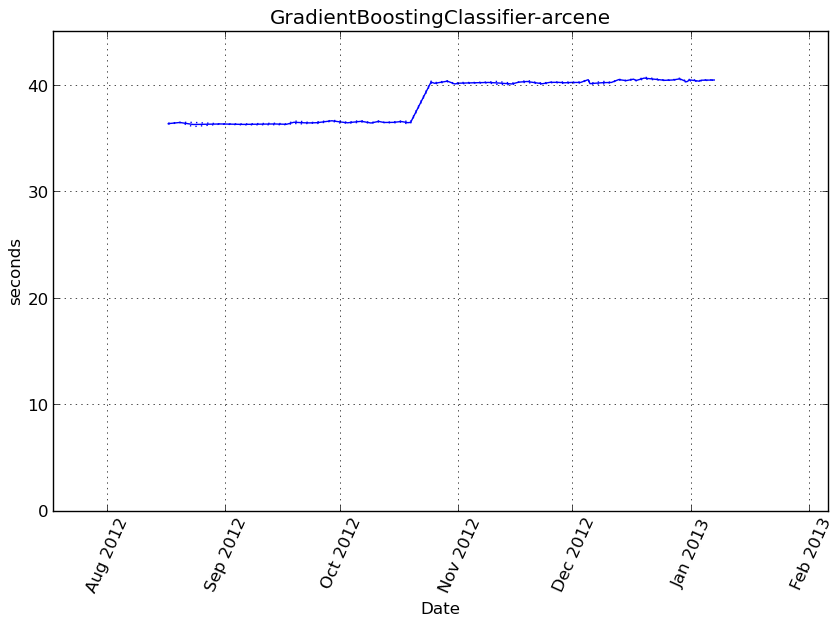 GradientBoostingClassifier-arcene
40
30
20
10
0
seconds
Aug 2012
Sep 2012
Oct 2012
Nov 2012
Dec 2012
Jan 2013
Feb 2013
Date